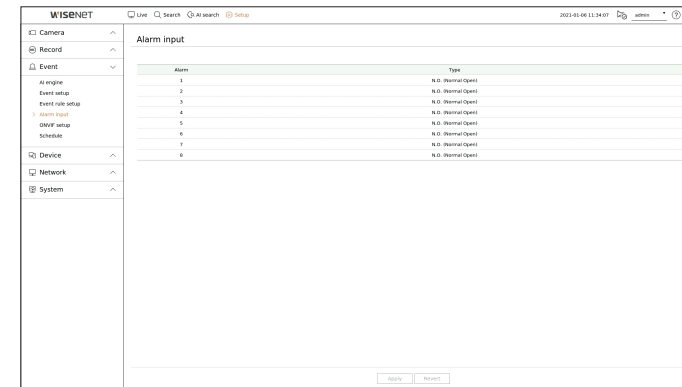 WISENET
Live Search AI search Setup 2021-01-06 11:34:07 admin
Camera
Record
Event
AI engine
Event setup
Event rule setup
Alarm input
ONVIF setup
Schedule
Device
Network
System
Alarm input
Alarm Type
1 N.O. (Normal Open)
2 N.O. (Normal Open)
3 N.O. (Normal Open)
4 N.O. (Normal Open)
5 N.O. (Normal Open)
6 N.O. (Normal Open)
7 N.O. (Normal Open)
8 N.O. (Normal Open)
Apply Revert